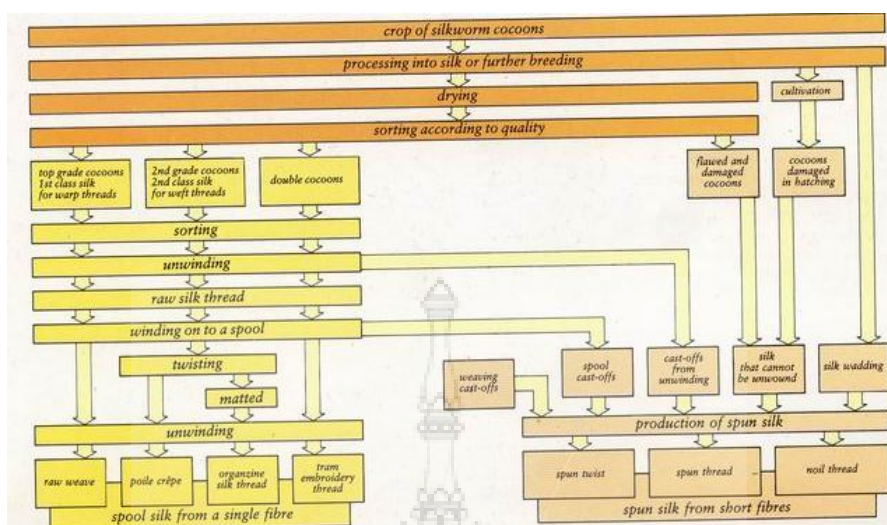 crop of silkworm cocoons
processing into silk or further breeding
drying
cultivation
sorting according to quality
top grade cocoons
1st class silk
for warp threads
2nd grade cocoons
2nd class silk
for weft threads
double cocoons
flawed and
damaged
cocoons
cocoons
damaged
in hatching
sorting
unwinding
raw silk thread
winding on to a spool
twisting
matted
unwinding
weaving
cast-offs
spool
cast-offs
cast-offs
from
unwinding
silk
that cannot
be unwound
silk wadding
production of spun silk
raw weave
poile crêpe
organzine
silk thread
tram
embroidery
thread
spun twist
spun thread
noil thread
spool silk from a single fibre
spun silk from short fibres